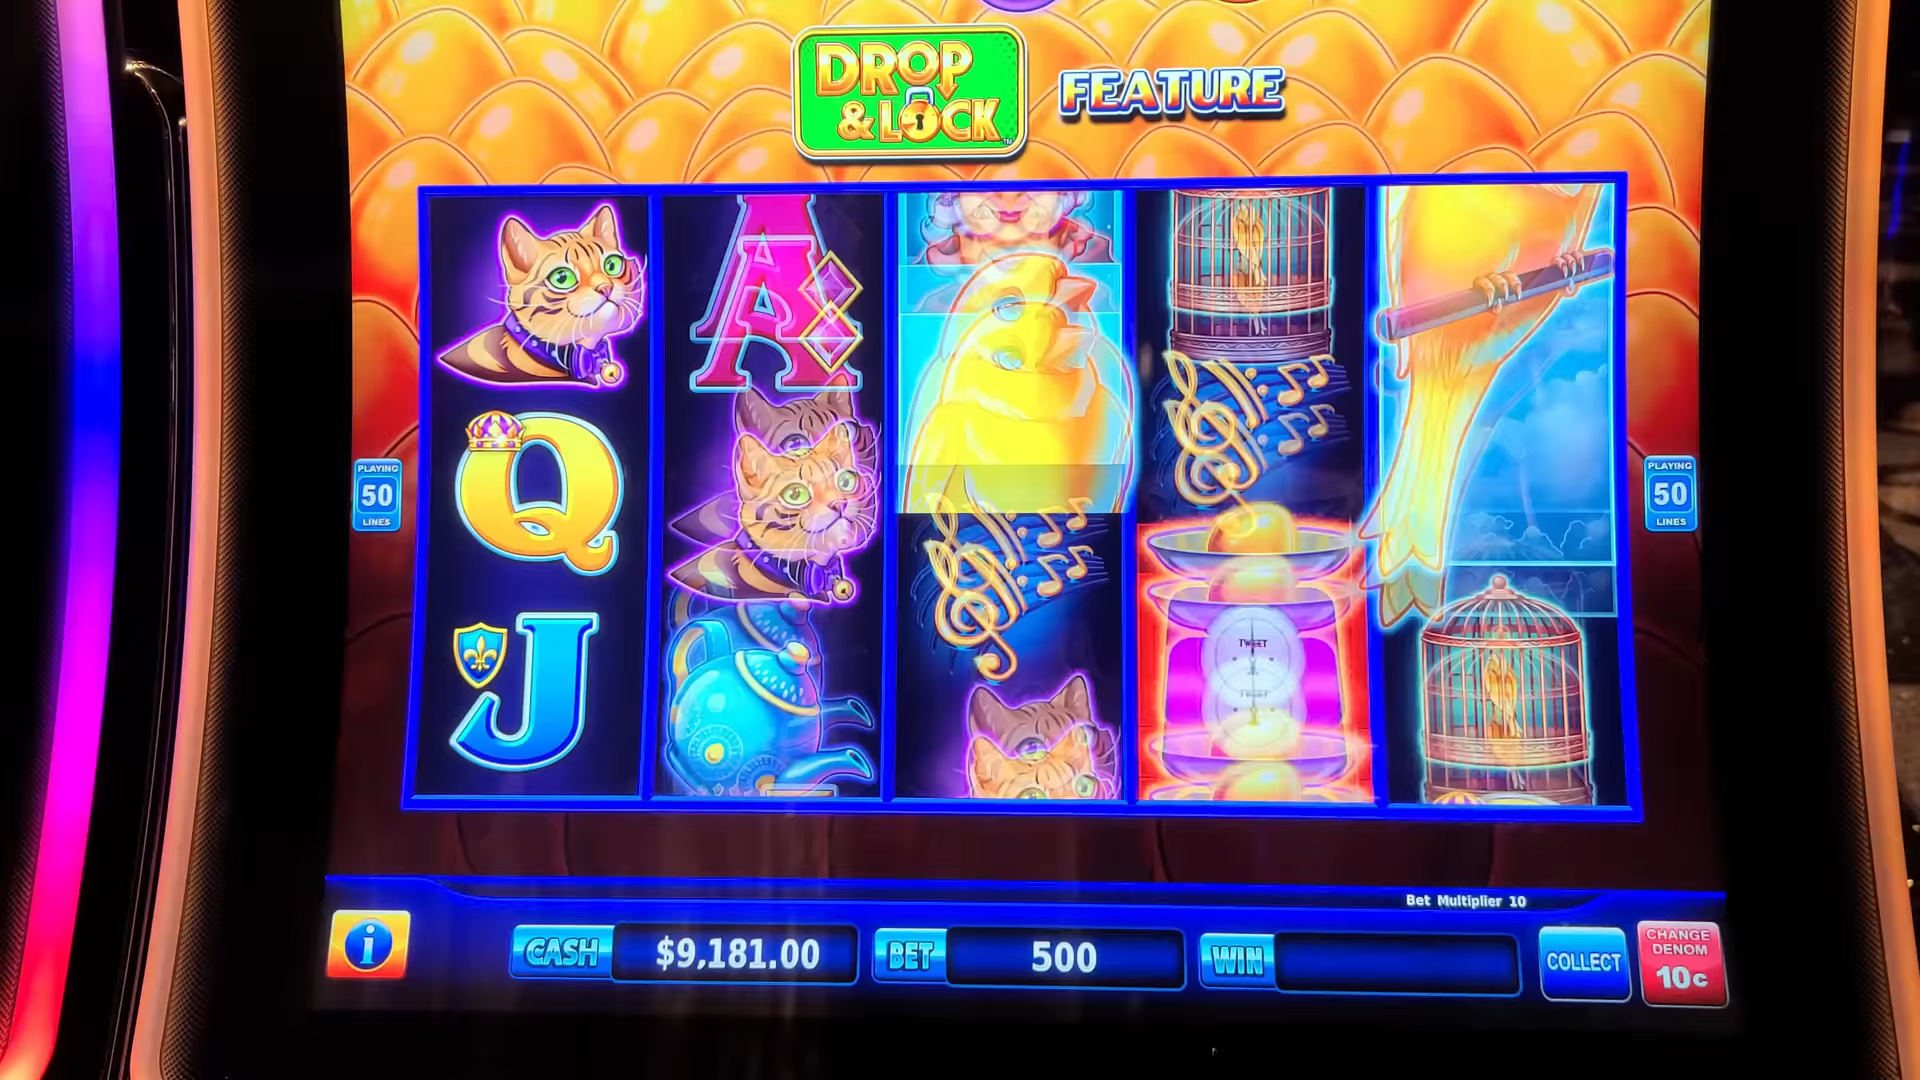 DROP
& LOCK™
FEATURE
A
Q
J
TWEET
PLAYING
50
LINES
PLAYING
50
LINES
Bet Multiplier 10
i
CASH
$9,181.00
BET
500
WIN
COLLECT
CHANGE
DENOM
10¢